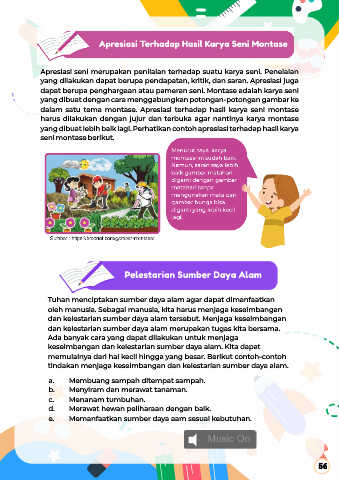 Apresiasi Terhadap Hasil Karya Seni Montase
Apresiasi seni merupakan penilaian terhadap suatu karya seni. Penelaian
yang dilakukan dapat berupa pendapatan, kritik, dan saran. Apresiasi juga
dapat berupa penghargaan atau pameran seni. Montase adalah karya seni
yang dibuat dengan cara menggabungkan potongan-potongan gambar ke
dalam satu tema montase. Apresiasi terhadap hasil karya seni montase
harus dilakukan dengan jujur dan terbuka agar nantinya karya montase
yang dibuat lebih baik lagi. Perhatikan contoh apresiasi terhadap hasil karya
seni montase berikut.
Menurut saya, karya
montase ini sudah baik.
Namun, saran saya lebih
baik gambar matahari
diganti dengan gambar
matahari tanpa
menggunakan mata dan
gambar bunga bisa
diganti yang lebih kecil
lagi.
Sumber : https://
Pelestarian Sumber Daya Alam
Tuhan menciptakan sumber daya alam agar dapat dimenfaatkan
oleh manusia. Sebagai manusia, kita harus menjaga keseimbangan
dan kelestarian sumber daya alam tersebut. Menjaga keseimbangan
dan kelestarian sumber daya alam merupakan tugas kita bersama.
Ada banyak cara yang dapat dilakukan untuk menjaga
keseimbangan dan kelestarian sumber daya alam. Kita dapat
memulainya dari hal kecil hingga yang besar. Berikut contoh-contoh
tindakan menjaga keseimbangan dan kelestarian sumber daya alam.
a. Membuang sampah ditempat sampah.
b. Menyiram dan merawat tanaman.
c. Menanam tumbuhan.
d. Merawat hewan peliharaan dengan baik.
e. Memanfaatkan sumber daya aam sesuai kebutuhan.
Music On
56